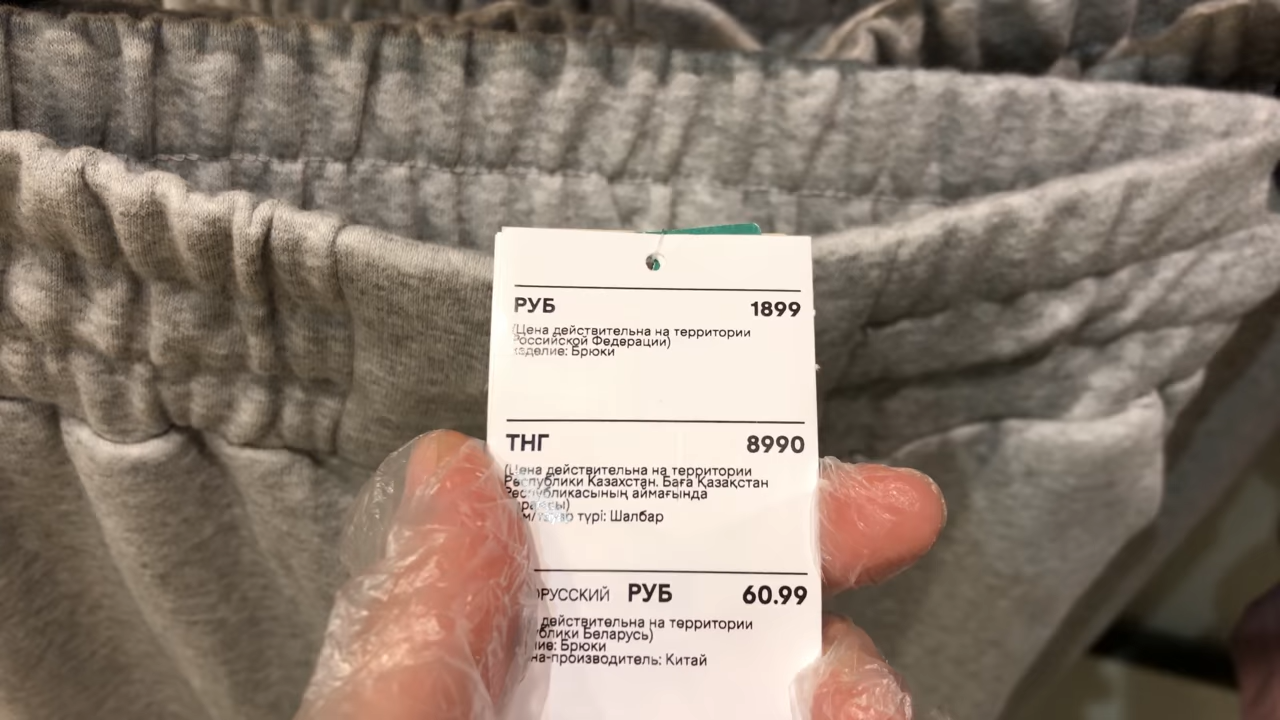 РУБ 1899
(Цена действительна на территории
Российской Федерации)
Изделие: Брюки
ТНГ 8990
(Цена действительна на территории
Республики Казахстан. Баға Қазақстан
Республикасының аймағында
түрі: Шалбар
РУБ 60.99
действительна на территории
Беларусь)
Брюки
Китай